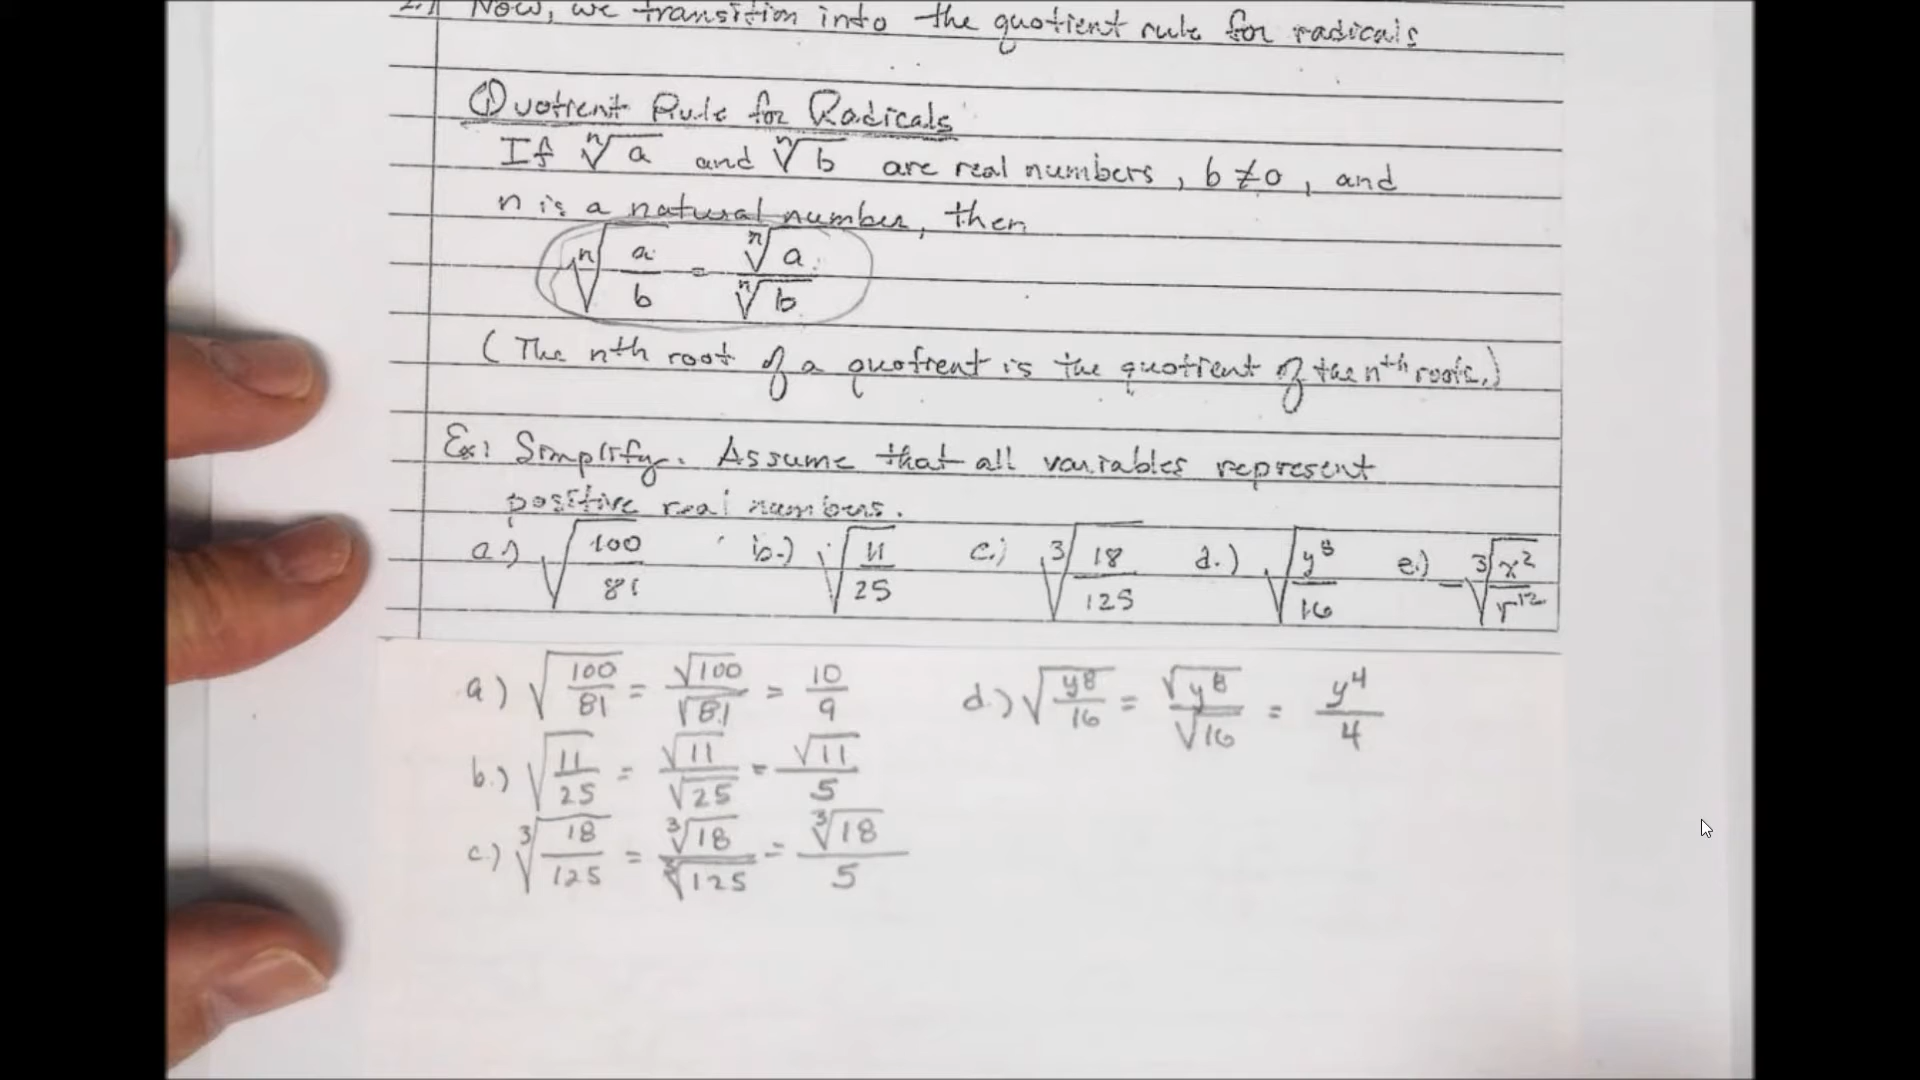 2.) Now, we transition into the quotient rule for radicals
Quotient Rule for Radicals
If ⁿ√a and ⁿ√b are real numbers, b ≠ 0, and
n is a natural number, then
ⁿ√(a/b) = ⁿ√a / ⁿ√b
(The nth root of a quotient is the quotient of the nᵗʰ roots.)
Ex: Simplify. Assume that all variables represent
positive real numbers.
a.) √(100/81) b.) √(11/25) c.) ³√(18/125) d.) √(y⁸/16) e.) -³√(x²/r¹²)
a.) √(100/81) = √100/√81 = 10/9
b.) √(11/25) = √11/√25 = √11/5
c.) ³√(18/125) = ³√18/³√125 = ³√18/5
d.) √(y⁸/16) = √y⁸/√16 = y⁴/4